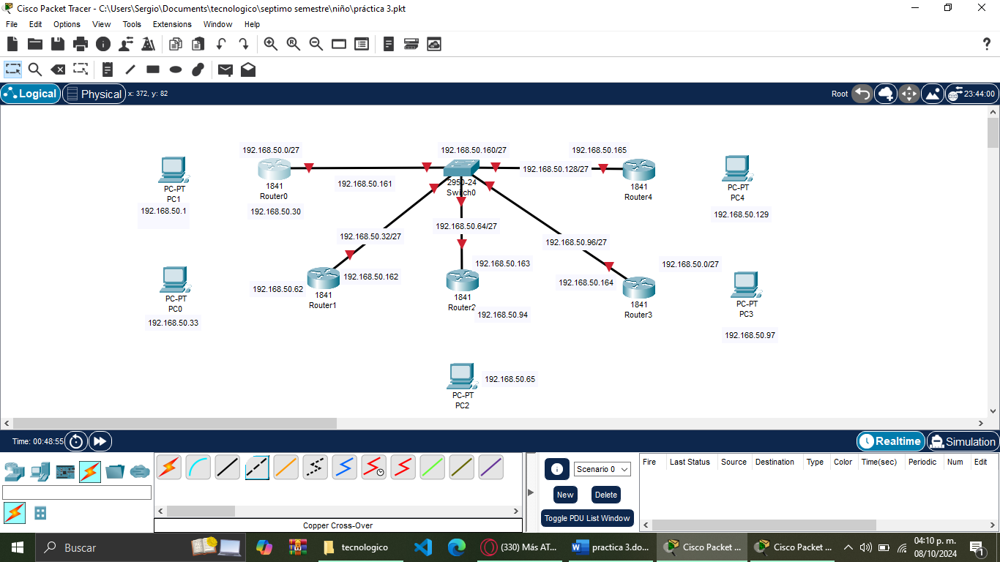 Cisco Packet Tracer - C:\Users\Sergio\Documents\tecnologico\septimo semestre\niño\práctica 3.pkt
File Edit Options View Tools Extensions Window Help
?
Logical Physical x: 372, y: 82 Root 23:44:00
192.168.50.0/27 192.168.50.160/27 192.168.50.165
192.168.50.128/27
192.168.50.161
2950-24
Switch0
1841
Router0
1841
Router4
PC-PT
PC1
192.168.50.1
PC-PT
PC4
192.168.50.129
192.168.50.30
192.168.50.64/27
192.168.50.32/27
192.168.50.96/27
192.168.50.163
192.168.50.0/27
192.168.50.162
192.168.50.164
192.168.50.62
1841
Router1
1841
Router2
192.168.50.94
1841
Router3
PC-PT
PC0
192.168.50.33
PC-PT
PC3
192.168.50.97
192.168.50.65
PC-PT
PC2
Time: 00:48:55 Realtime Simulation
Scenario 0
New Delete
Toggle PDU List Window
Fire Last Status Source Destination Type Color Time(sec) Periodic Num Edit
Copper Cross-Over
Buscar tecnologico (330) Más AT... practica 3.do... Cisco Packet ... Cisco Packet ... 04:10 p. m.
08/10/2024
1